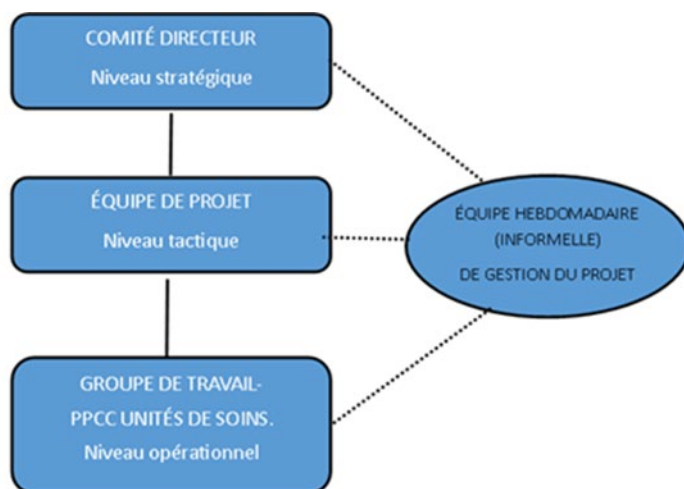 COMITÉ DIRECTEUR
Niveau stratégique
ÉQUIPE DE PROJET
Niveau tactique
ÉQUIPE HEBDOMADAIRE
(INFORMELLE)
DE GESTION DU PROJET
GROUPE DE TRAVAIL-
PPCC UNITÉS DE SOINS.
Niveau opérationnel